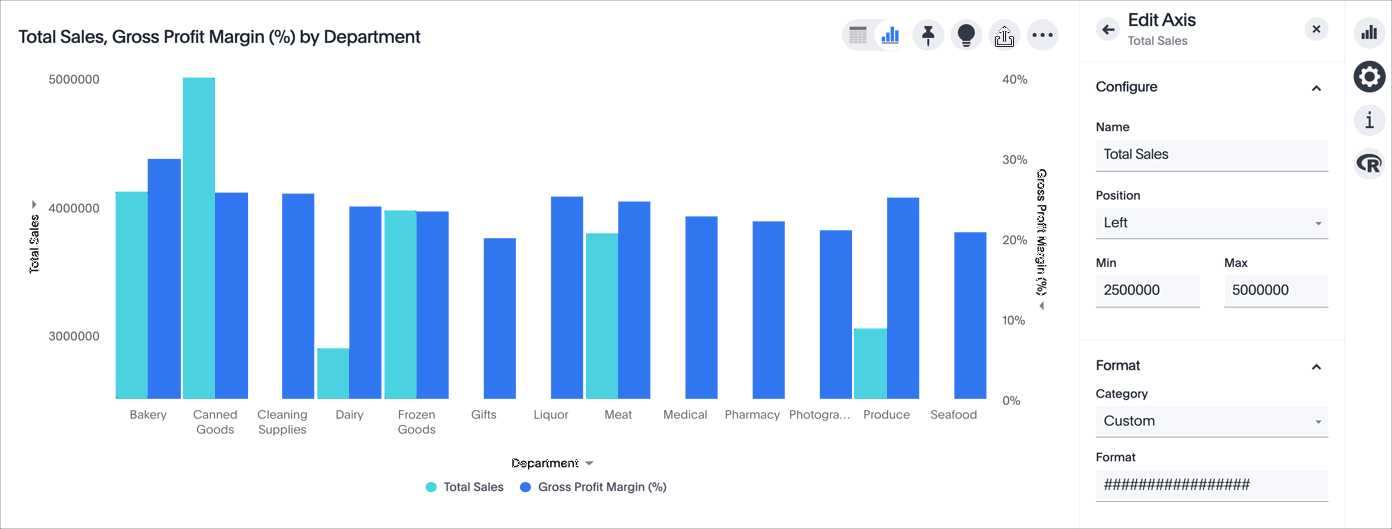 Total Sales, Gross Profit Margin (%) by Department
5000000
4000000
3000000
Total Sales
40%
30%
20%
10%
0%
Gross Profit Margin (%)
Bakery
Canned
Goods
Cleaning
Supplies
Dairy
Frozen
Goods
Gifts
Liquor
Meat
Medical
Pharmacy
Photogra...
Produce
Seafood
Department
Total Sales
Gross Profit Margin (%)
Edit Axis
Total Sales
Configure
Name
Total Sales
Position
Left
Min
Max
2500000
5000000
Format
Category
Custom
Format
#################
i
R